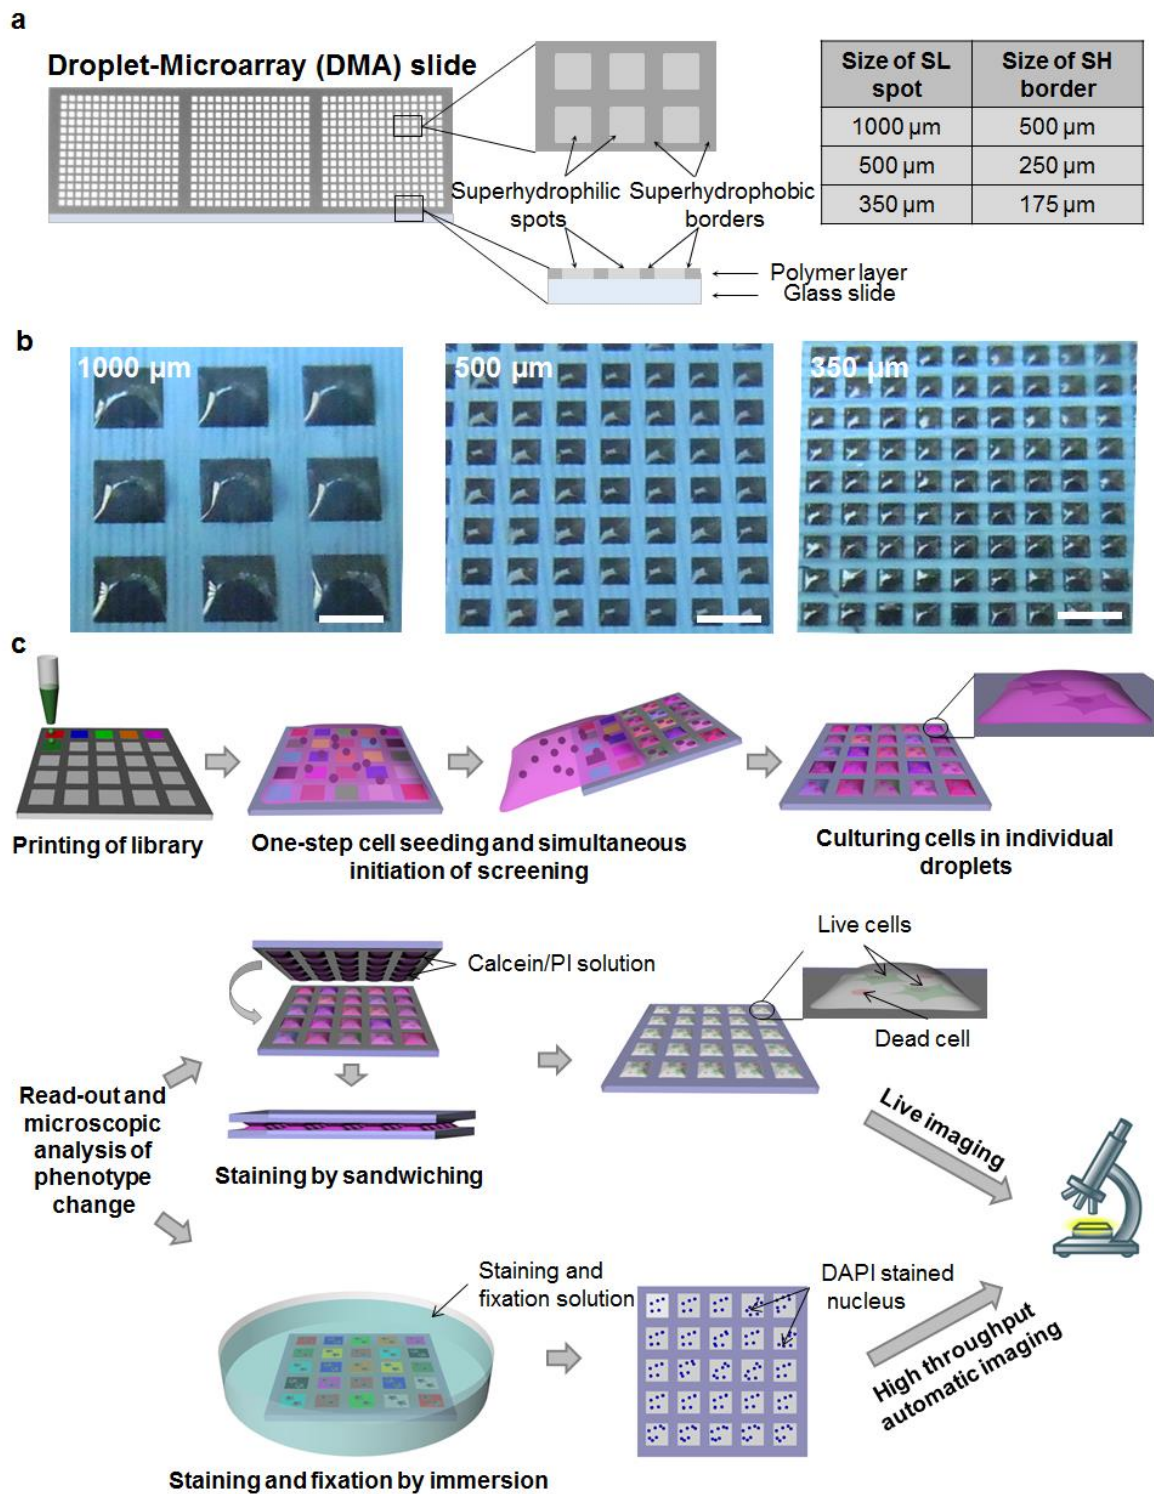 a
Droplet-Microarray (DMA) slide
Superhydrophilic
spots
Superhydrophobic
borders
Polymer layer
Glass slide
Size of SL
spot
Size of SH
border
1000 µm
500 µm
500 µm
250 µm
350 µm
175 µm
b
1000 µm
500 µm
350 µm
c
Printing of library
One-step cell seeding and simultaneous
initiation of screening
Culturing cells in individual
droplets
Read-out and
microscopic
analysis of
phenotype
change
Calcein/PI solution
Staining by sandwiching
Live cells
Dead cell
Live imaging
Staining and
fixation solution
Staining and fixation by immersion
DAPI stained
nucleus
High throughput
automatic imaging